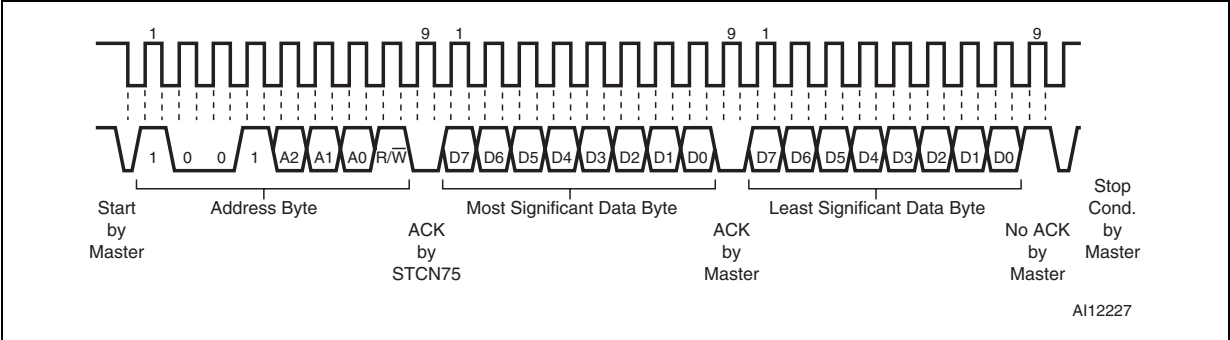 1 9 1 9 1 9
1 0 0 1 A2 A1 A0 R/W̅ D7 D6 D5 D4 D3 D2 D1 D0 D7 D6 D5 D4 D3 D2 D1 D0
Start
by
Master
Address Byte
ACK
by
STCN75
Most Significant Data Byte
ACK
by
Master
Least Significant Data Byte
No ACK
by
Master
Stop
Cond.
by
Master
AI12227